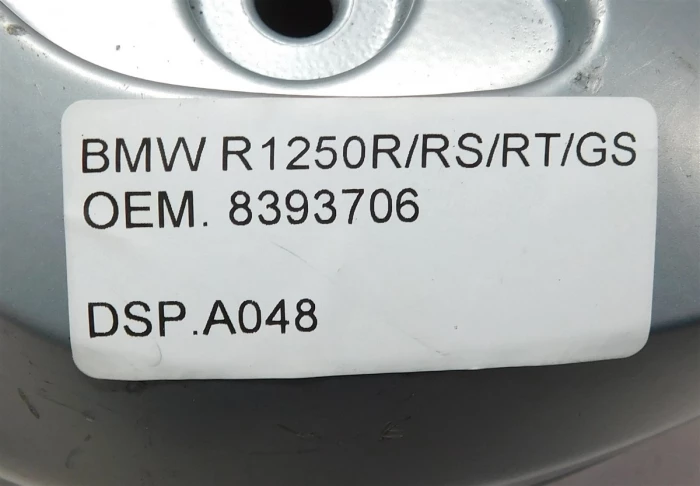 BMW R1250R/RS/RT/GS
OEM. 8393706
DSP.A048